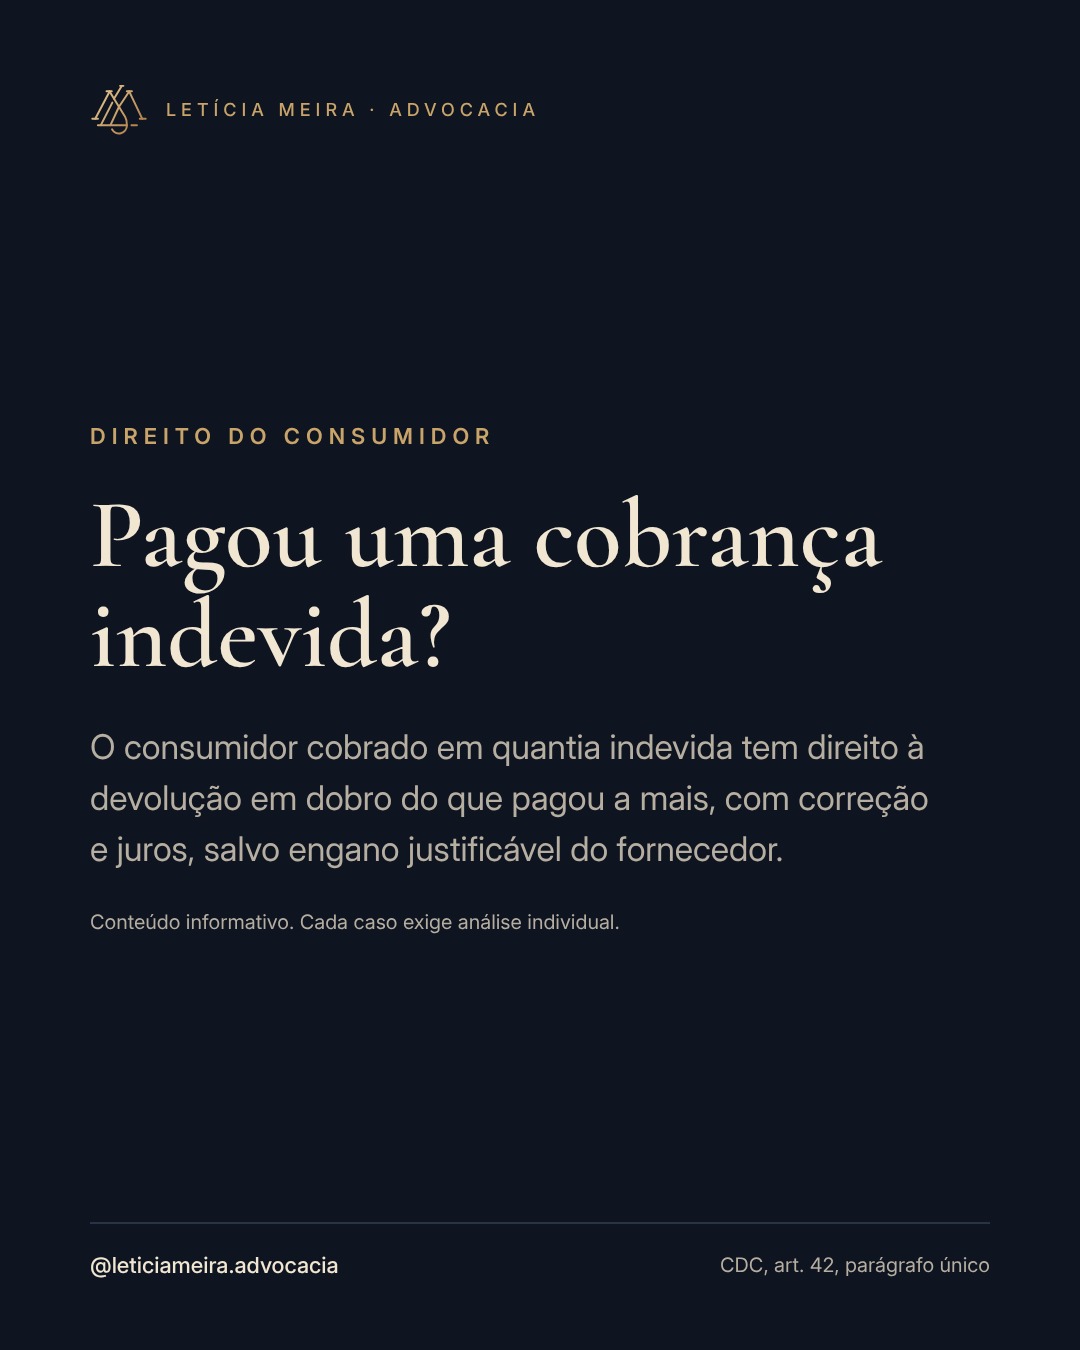 LETÍCIA MEIRA · ADVOCACIA
DIREITO DO CONSUMIDOR
Pagou uma cobrança
indevida?
O consumidor cobrado em quantia indevida tem direito à
devolução em dobro do que pagou a mais, com correção
e juros, salvo engano justificável do fornecedor.
Conteúdo informativo. Cada caso exige análise individual.
@leticiameira.advocacia
CDC, art. 42, parágrafo único